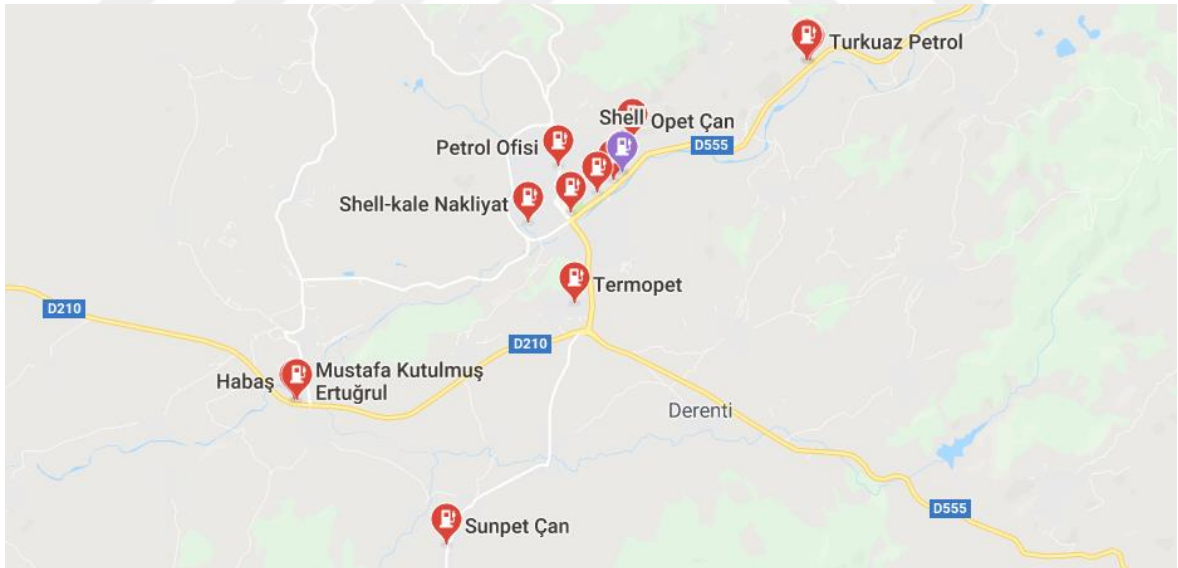 Turkuaz Petrol
Shell
Opet Çan
Petrol Ofisi
D555
Shell-kale Nakliyat
Termopet
D210
D210
Habaş
Mustafa Kutulmuş
Ertuğrul
Derenti
D555
Sunpet Çan